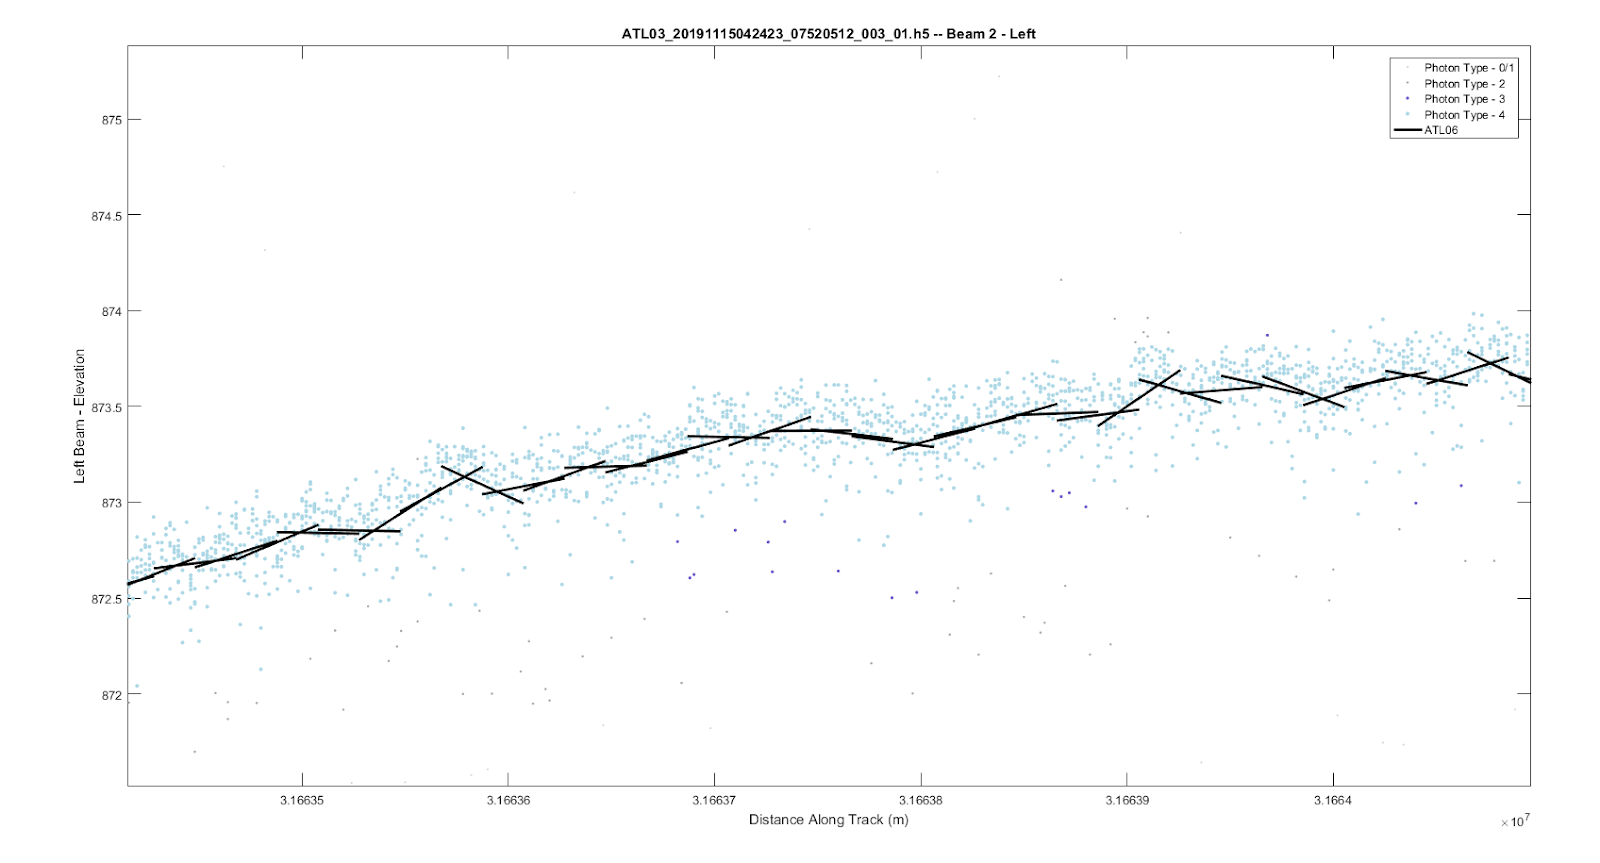 ATL03_20191115042423_07520512_003_01.h5 -- Beam 2 - Left
Photon Type - 0/1
Photon Type - 2
Photon Type - 3
Photon Type - 4
ATL06
875
874.5
874
873.5
873
872.5
872
Left Beam - Elevation
3.16635
3.16636
3.16637
3.16638
3.16639
3.1664
Distance Along Track (m)
×10⁷